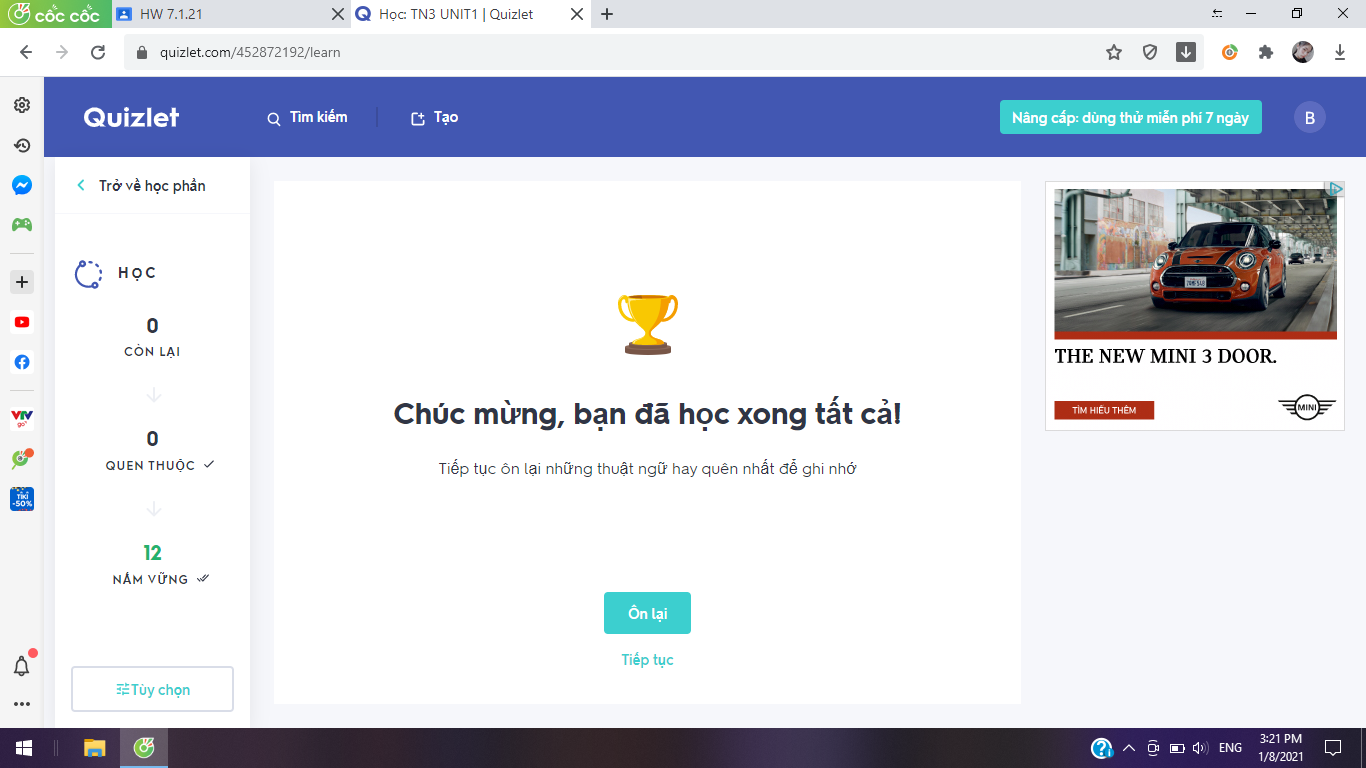 cốc cốc
HW 7.1.21
Học: TN3 UNIT1 | Quizlet
quizlet.com/452872192/learn
Quizlet
Tìm kiếm
Tạo
Nâng cấp: dùng thử miễn phí 7 ngày
B
Trở về học phần
HỌC
0
CÒN LẠI
0
QUEN THUỘC
12
NẮM VỮNG
Tùy chọn
Chúc mừng, bạn đã học xong tất cả!
Tiếp tục ôn lại những thuật ngữ hay quên nhất để ghi nhớ
Ôn lại
Tiếp tục
THE NEW MINI 3 DOOR.
TÌM HIỂU THÊM
MINI
VTV
go
TIKI
-50%
ENG
3:21 PM
1/8/2021